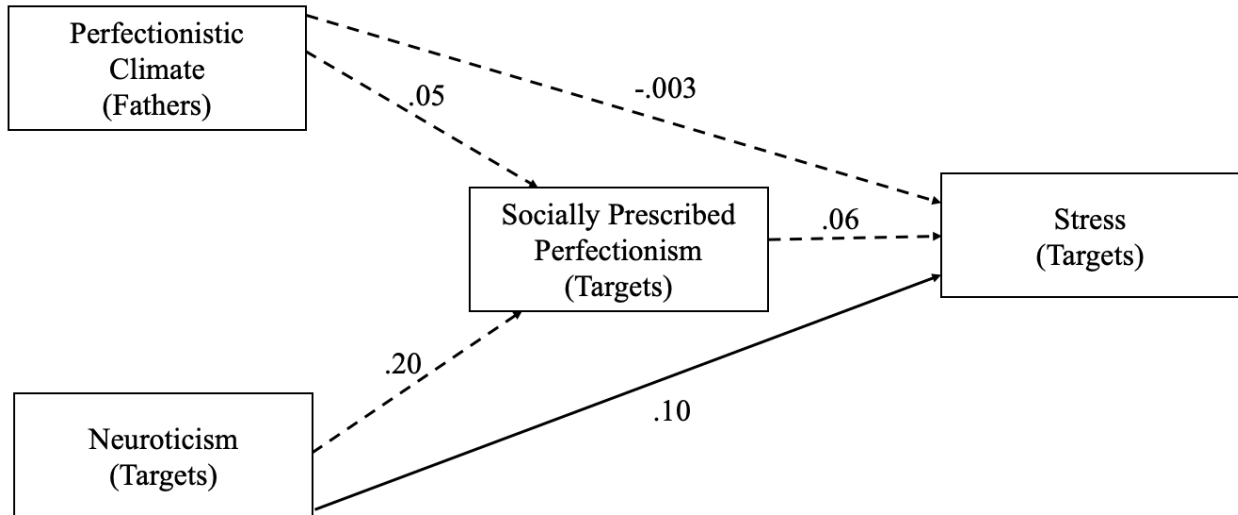 Perfectionistic
Climate
(Fathers)
-.003
.05
Socially Prescribed
Perfectionism
(Targets)
.06
Stress
(Targets)
.20
.10
Neuroticism
(Targets)